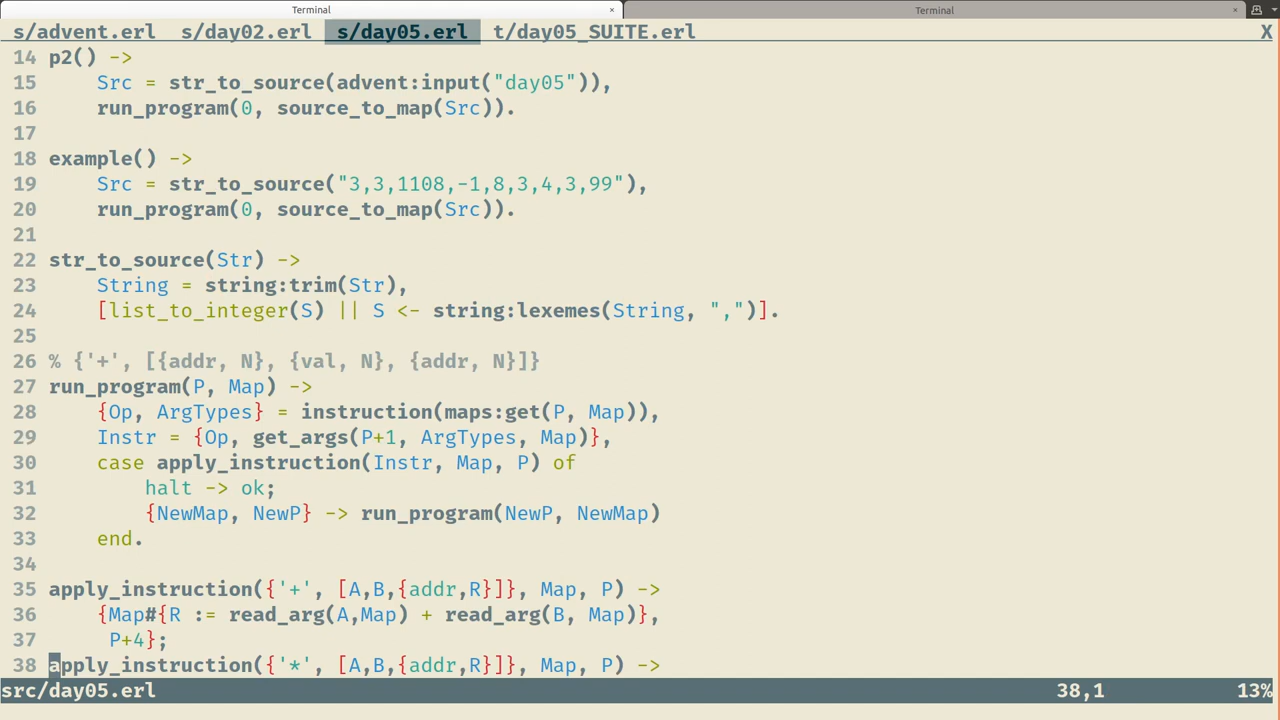 Terminal × Terminal ×
s/advent.erl s/day02.erl s/day05.erl t/day05_SUITE.erl X
14 p2() ->
15     Src = str_to_source(advent:input("day05")),
16     run_program(0, source_to_map(Src)).
17
18 example() ->
19     Src = str_to_source("3,3,1108,-1,8,3,4,3,99"),
20     run_program(0, source_to_map(Src)).
21
22 str_to_source(Str) ->
23     String = string:trim(Str),
24     [list_to_integer(S) || S <- string:lexemes(String, ",")].
25
26 % {'+', [{addr, N}, {val, N}, {addr, N}]}
27 run_program(P, Map) ->
28     {Op, ArgTypes} = instruction(maps:get(P, Map)),
29     Instr = {Op, get_args(P+1, ArgTypes, Map)},
30     case apply_instruction(Instr, Map, P) of
31         halt -> ok;
32         {NewMap, NewP} -> run_program(NewP, NewMap)
33     end.
34
35 apply_instruction({'+', [A,B,{addr,R}]}, Map, P) ->
36     {Map#{R := read_arg(A,Map) + read_arg(B, Map)},
37      P+4};
38 apply_instruction({'*', [A,B,{addr,R}]}, Map, P) ->
src/day05.erl 38,1 13%